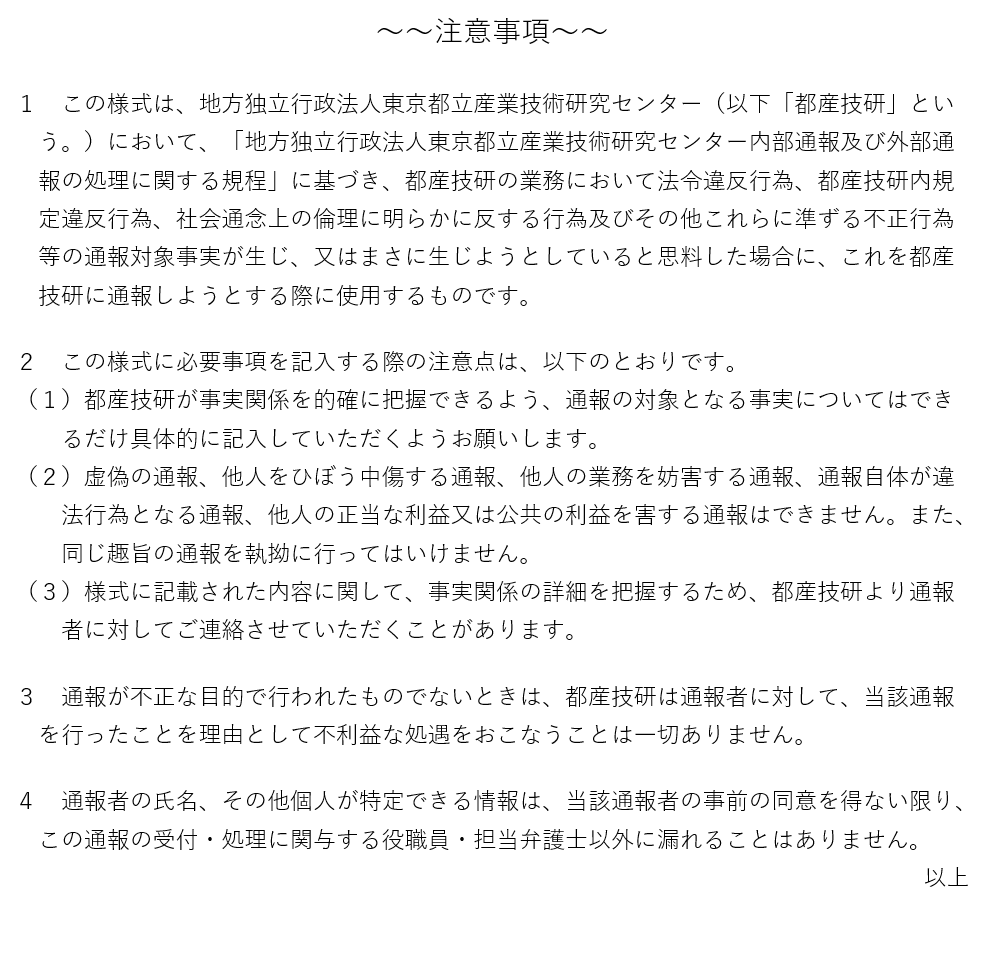 ～～注意事項～～
1　この様式は、地方独立行政法人東京都立産業技術研究センター（以下「都産技研」とい
う。）において、「地方独立行政法人東京都立産業技術研究センター内部通報及び外部通
報の処理に関する規程」に基づき、都産技研の業務において法令違反行為、都産技研内規
定違反行為、社会通念上の倫理に明らかに反する行為及びその他これらに準ずる不正行為
等の通報対象事実が生じ、又はまさに生じようとしていると思料した場合に、これを都産
技研に通報しようとする際に使用するものです。
2　この様式に必要事項を記入する際の注意点は、以下のとおりです。
（1）都産技研が事実関係を的確に把握できるよう、通報の対象となる事実についてはでき
るだけ具体的に記入していただくようお願いします。
（2）虚偽の通報、他人をひぼう中傷する通報、他人の業務を妨害する通報、通報自体が違
法行為となる通報、他人の正当な利益又は公共の利益を害する通報はできません。また、
同じ趣旨の通報を執拗に行ってはいけません。
（3）様式に記載された内容に関して、事実関係の詳細を把握するため、都産技研より通報
者に対してご連絡させていただくことがあります。
3　通報が不正な目的で行われたものでないときは、都産技研は通報者に対して、当該通報
を行ったことを理由として不利益な処遇をおこなうことは一切ありません。
4　通報者の氏名、その他個人が特定できる情報は、当該通報者の事前の同意を得ない限り、
この通報の受付・処理に関与する役職員・担当弁護士以外に漏れることはありません。
以上